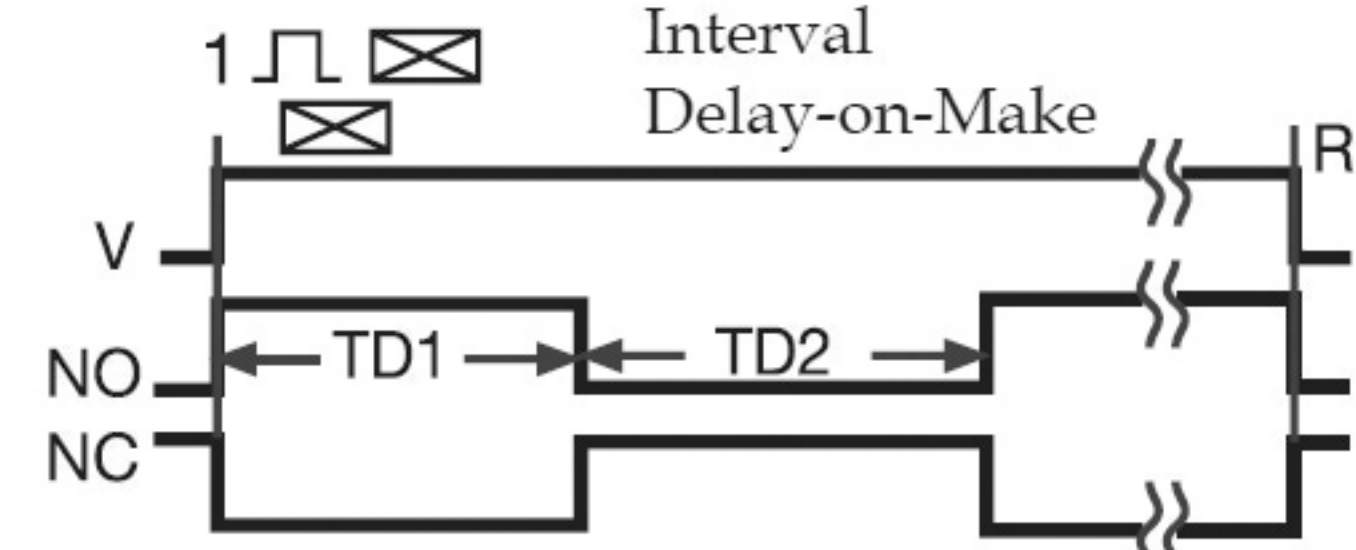 1
Interval
Delay-on-Make
R
V
TD1
TD2
NO
NC